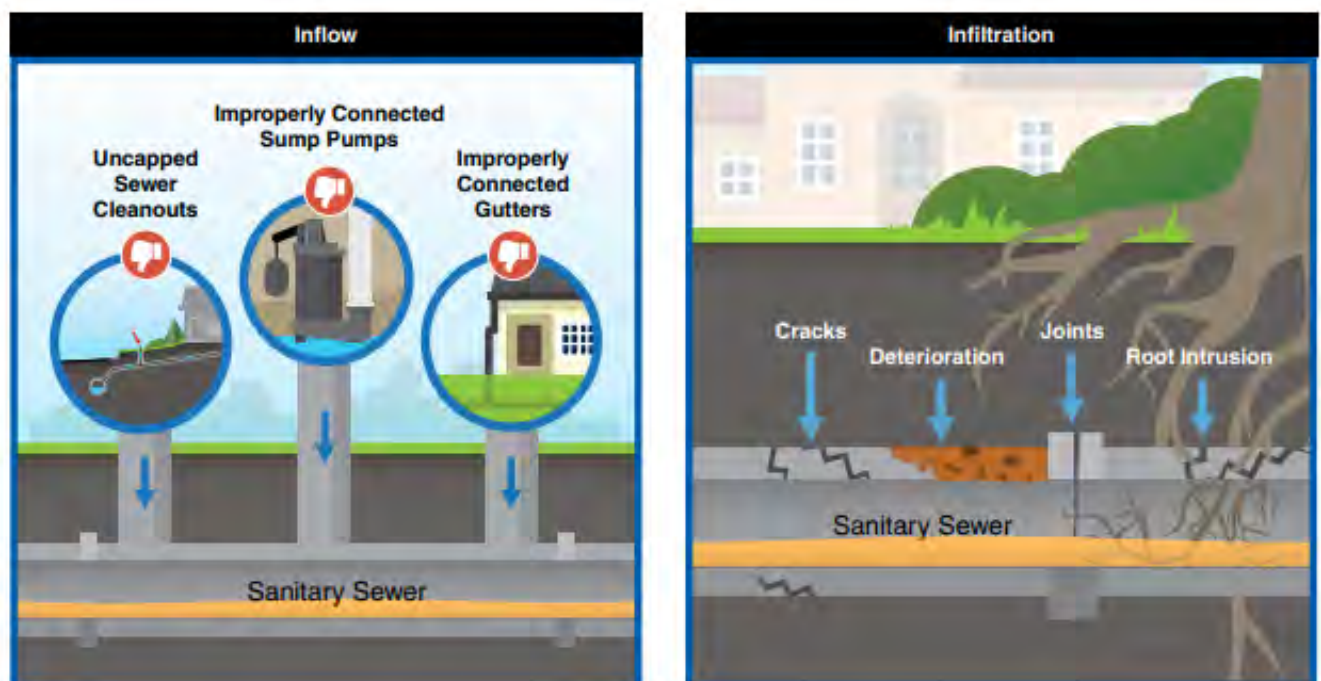 Inflow
Improperly Connected
Sump Pumps
Uncapped
Sewer
Cleanouts
Improperly
Connected
Gutters
Sanitary Sewer
Infiltration
Cracks
Deterioration
Joints
Root Intrusion
Sanitary Sewer